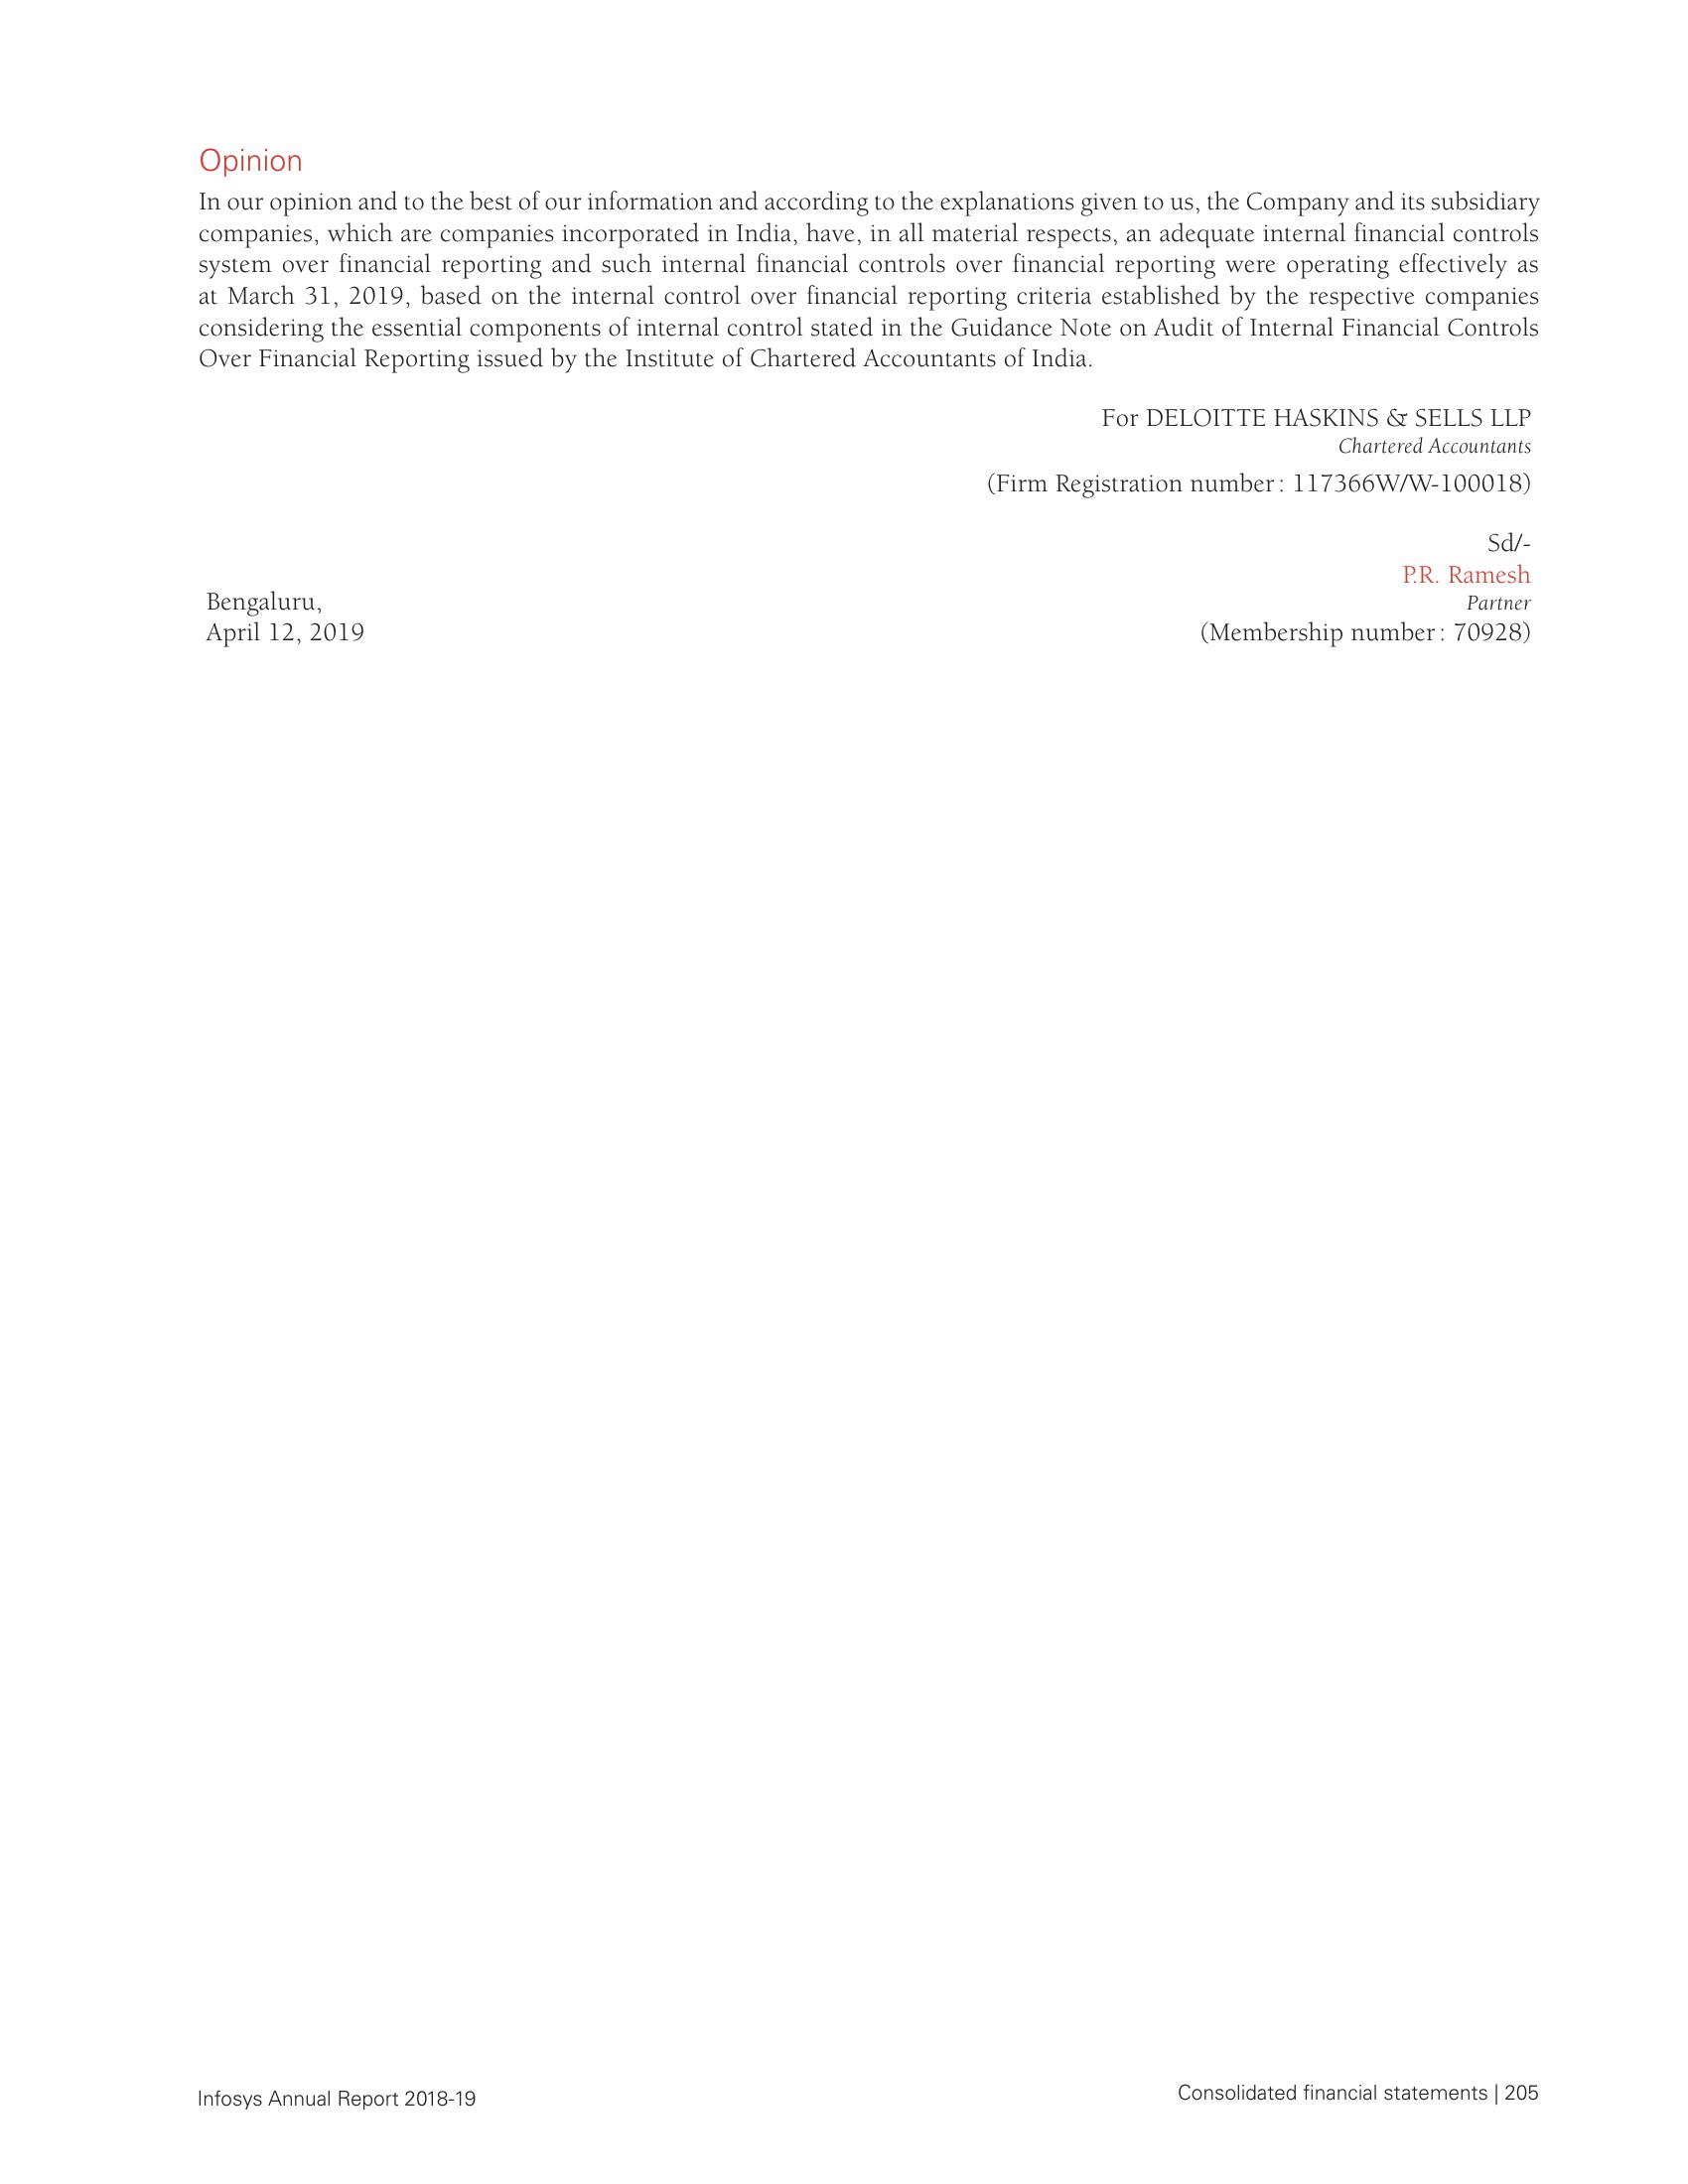 Opinion
In our opinion and to the best of our information and according to the explanations given to us, the Company and its subsidiary
companies, which are companies incorporated in India, have, in all material respects, an adequate internal financial controls
system over financial reporting and such internal financial controls over financial reporting were operating effectively as
at March 31, 2019, based on the internal control over financial reporting criteria established by the respective companies
considering the essential components of internal control stated in the Guidance Note on Audit of Internal Financial Controls
Over Financial Reporting issued by the Institute of Chartered Accountants of India.
For DELOITTE HASKINS & SELLS LLP
Chartered Accountants
(Firm Registration number : 117366W/W-100018)
Sd/-
P.R. Ramesh
Partner
(Membership number : 70928)
Bengaluru,
April 12, 2019
Infosys Annual Report 2018-19
Consolidated financial statements | 205